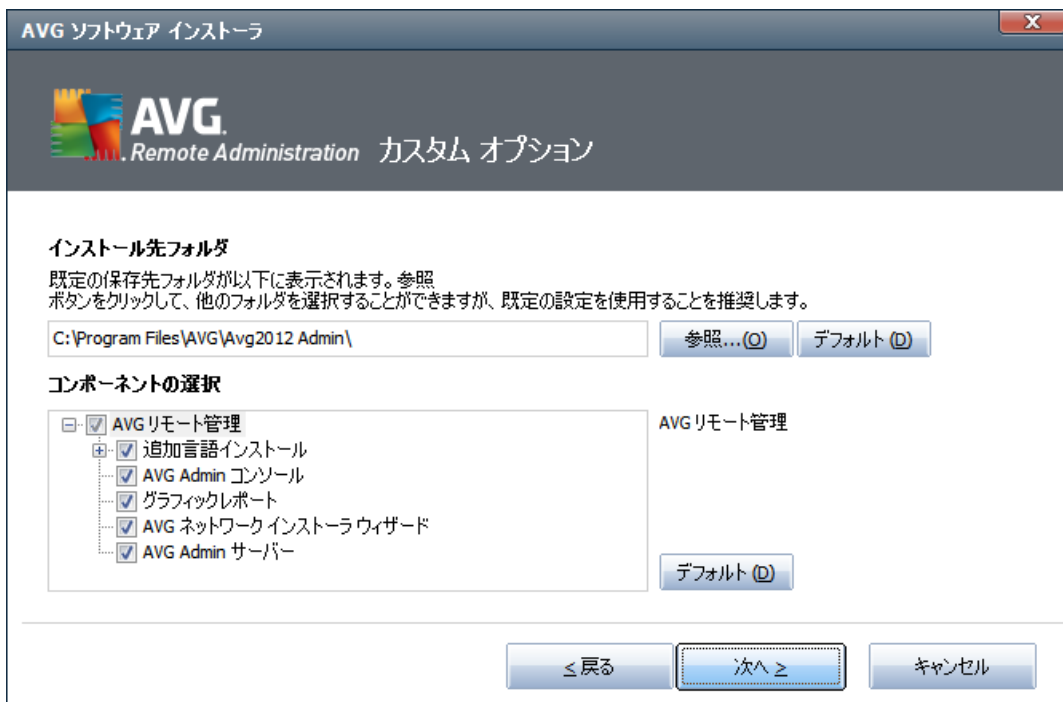 AVG ソフトウェア インストーラ
AVG.
Remote Administration カスタム オプション
インストール先フォルダ
既定の保存先フォルダが以下に表示されます。参照
ボタンをクリックして、他のフォルダを選択することができますが、既定の設定を使用することを推奨します。
C:\Program Files\AVG\Avg2012 Admin\ 参照...(O) デフォルト (D)
コンポーネントの選択
AVG リモート管理 AVG リモート管理
追加言語インストール
AVG Admin コンソール
グラフィックレポート
AVG ネットワーク インストーラ ウィザード
AVG Admin サーバー
デフォルト (D)
< 戻る 次へ > キャンセル